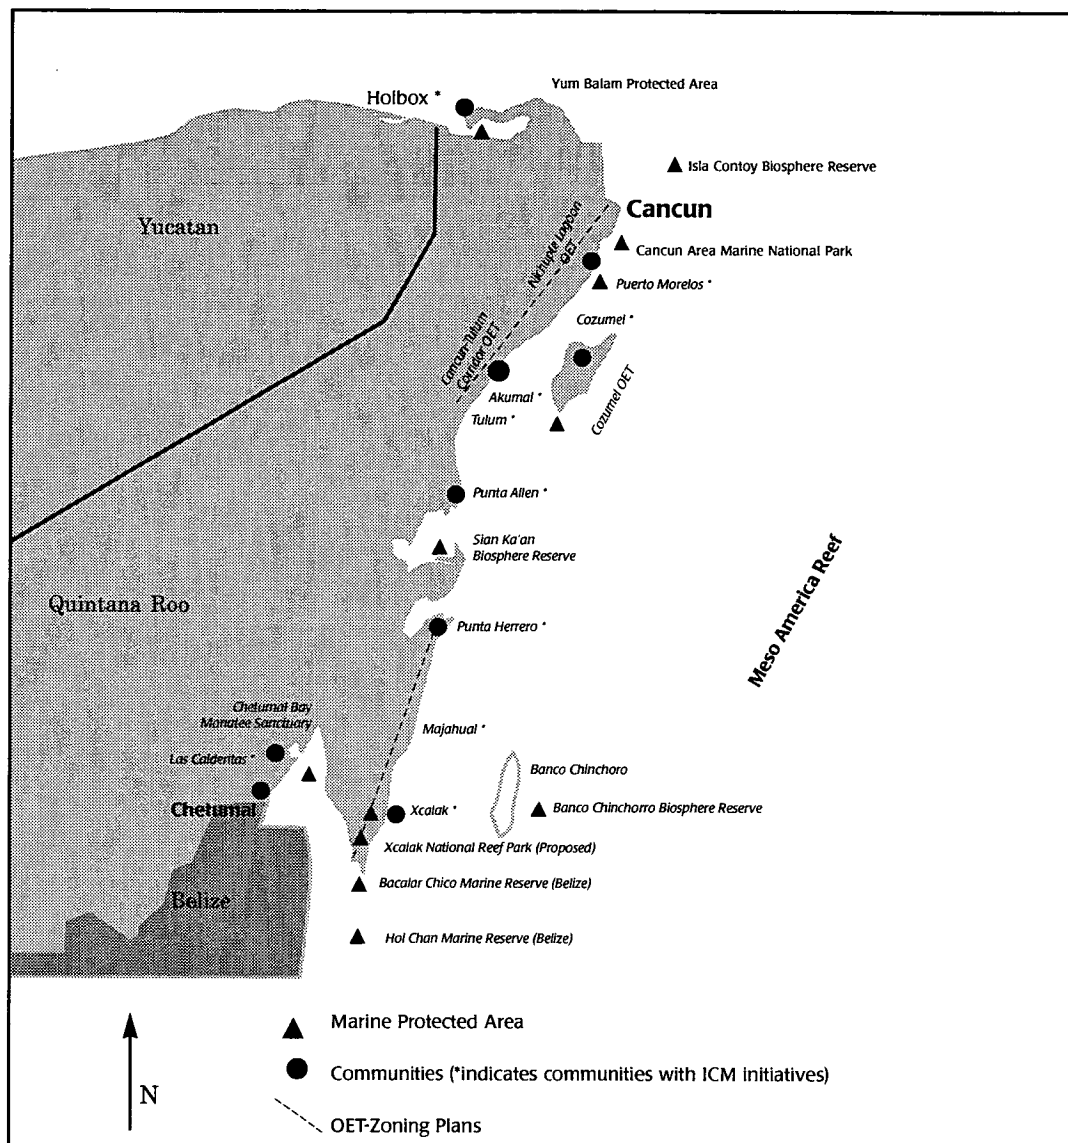 Yum Balam Protected Area
Holbox *
Isla Contoy Biosphere Reserve
Yucatan
Cancun
Nichupte Lagoon
OET
Cancun Area Marine National Park
Puerto Morelos *
Cozumel *
Cancun-Tulum
Corridor OET
Akumal *
Cozumel OET
Tulum *
Punta Allen *
Sian Ka'an
Biosphere Reserve
Meso America Reef
Quintana Roo
Punta Herrero *
Chetumal Bay
Manatee Sanctuary
Majahual *
Las Calderitas *
Banco Chinchoro
Chetumal
Xcalak *
Banco Chinchorro Biosphere Reserve
Xcalak National Reef Park (Proposed)
Bacalar Chico Marine Reserve (Belize)
Belize
Hol Chan Marine Reserve (Belize)
Marine Protected Area
Communities (*indicates communities with ICM initiatives)
N
OET-Zoning Plans